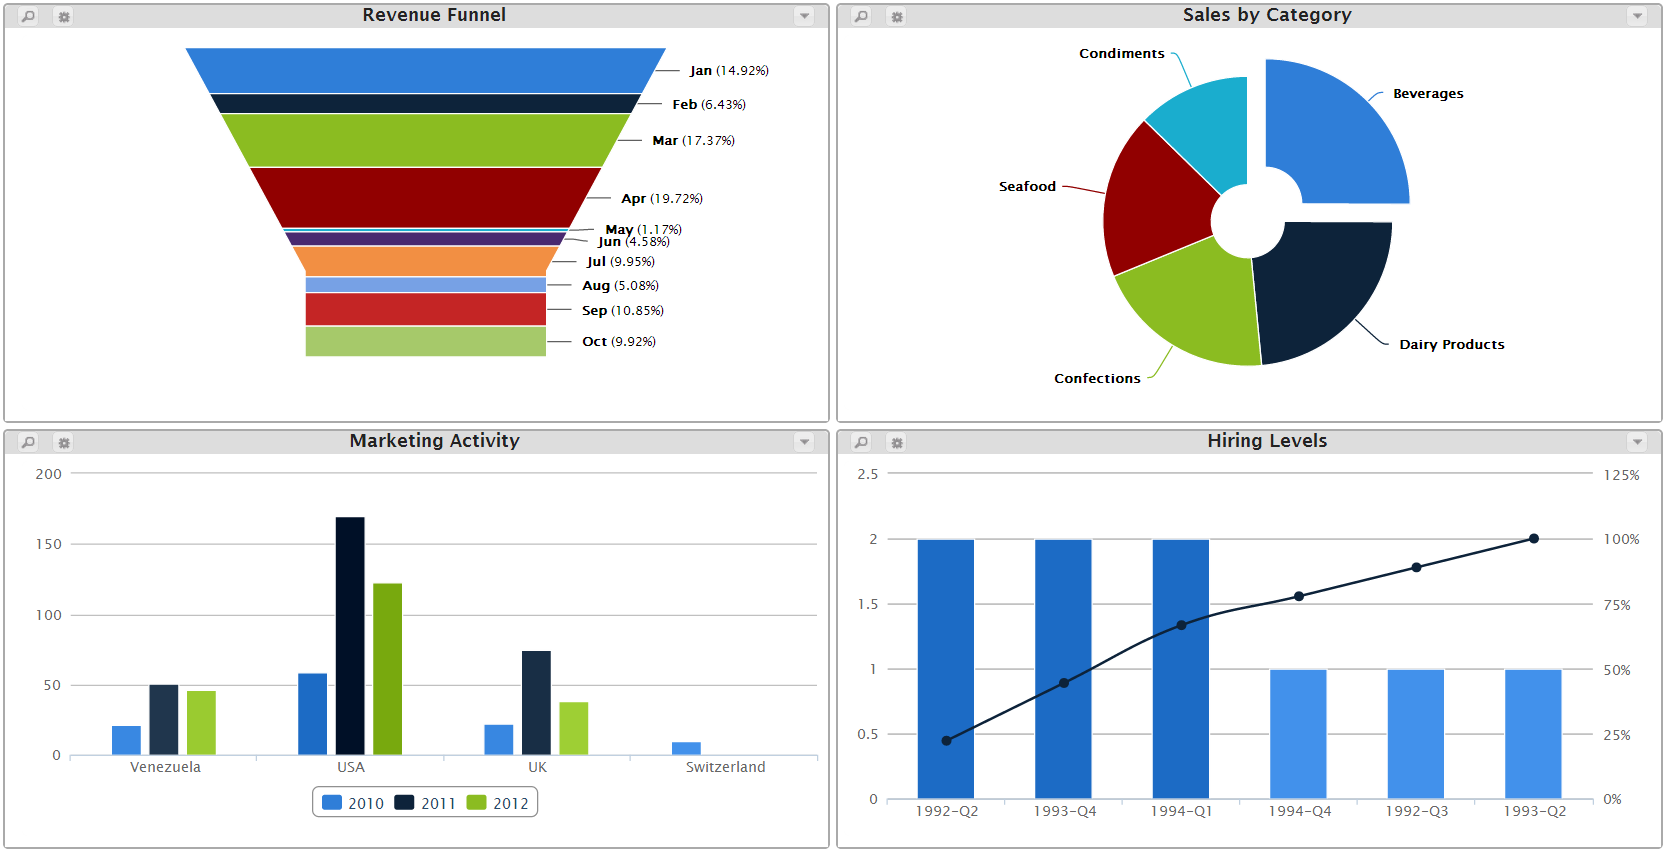 Revenue Funnel
Jan (14.92%)
Feb (6.43%)
Mar (17.37%)
Apr (19.72%)
May (1.17%)
Jun (4.58%)
Jul (9.95%)
Aug (5.08%)
Sep (10.85%)
Oct (9.92%)
Sales by Category
Condiments
Beverages
Seafood
Dairy Products
Confections
Marketing Activity
200
150
100
50
0
Venezuela USA UK Switzerland
2010 2011 2012
Hiring Levels
2.5 125%
2 100%
1.5 75%
1 50%
0.5 25%
0 0%
1992-Q2 1993-Q4 1994-Q1 1994-Q4 1992-Q3 1993-Q2